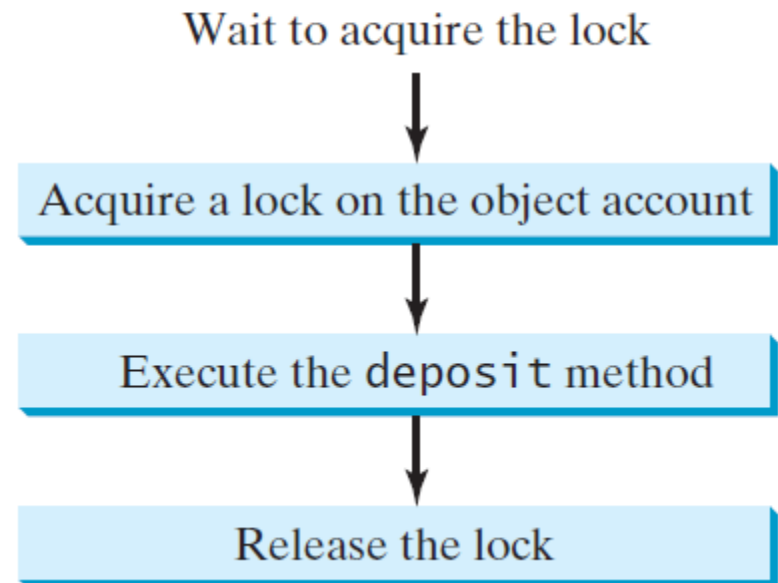 Wait to acquire the lock
Acquire a lock on the object account
Execute the deposit method
Release the lock